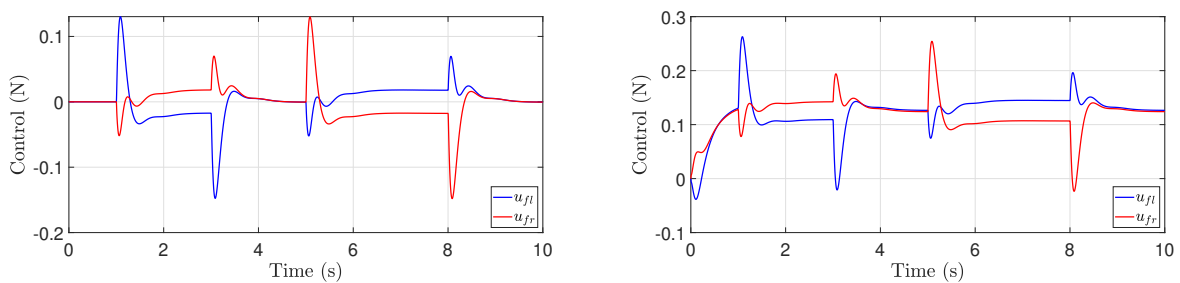 0.1
0
-0.1
-0.2
0 2 4 6 8 10
Control (N)
Time (s)
u_fl
u_fr
0.3
0.2
0.1
0
-0.1
0 2 4 6 8 10
Control (N)
Time (s)
u_fl
u_fr